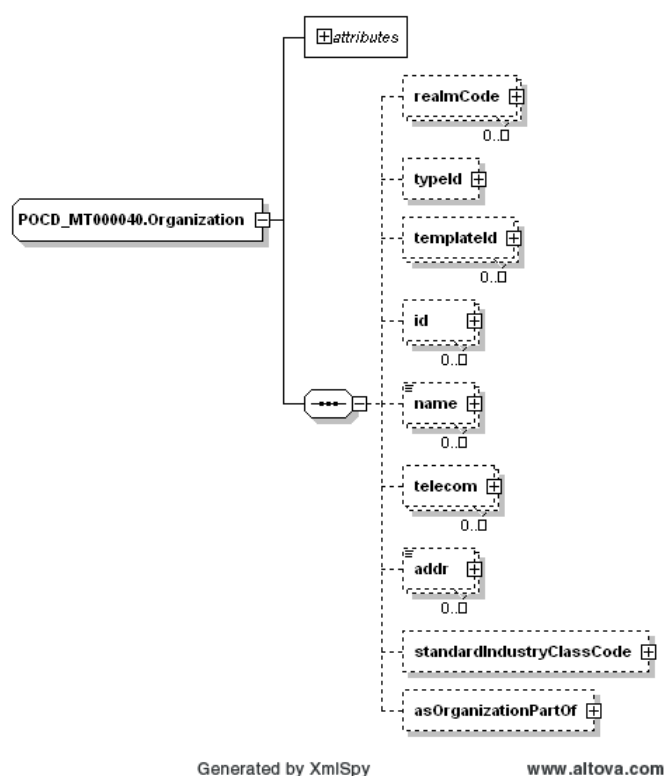 attributes
realmCode
0..
typeId
templateId
0..
POCD_MT000040.Organization
id
0..
name
0..
telecom
0..
addr
0..
standardIndustryClassCode
asOrganizationPartOf
Generated by XmlSpy
www.altova.com